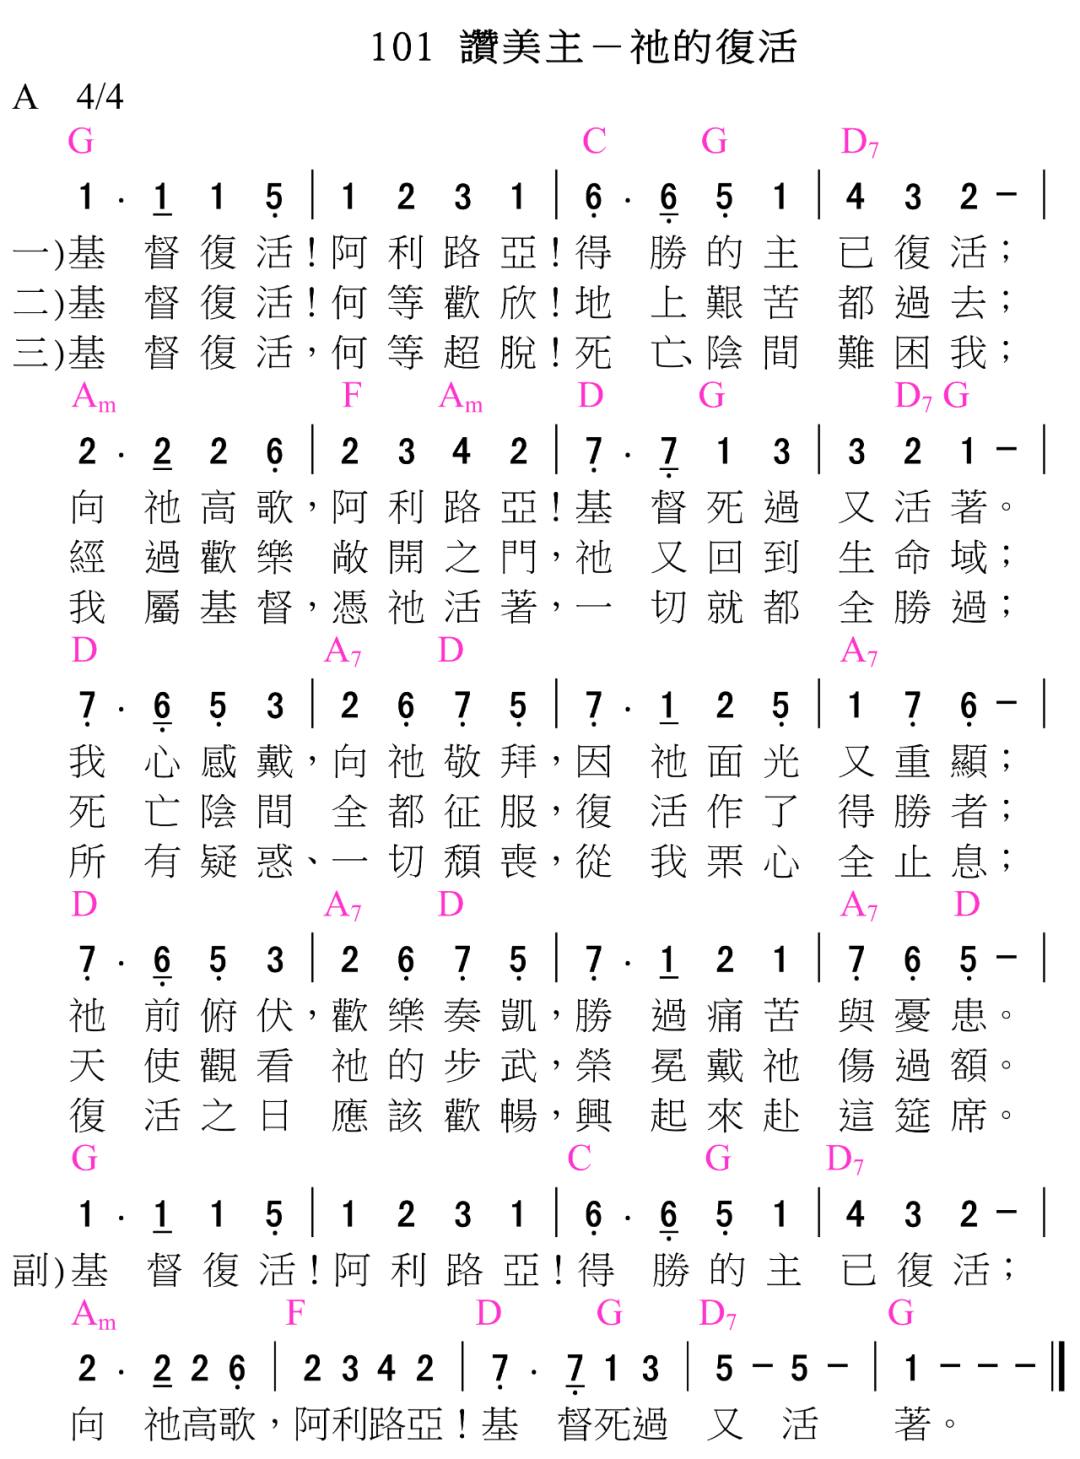 101 讚美主－祂的復活
A 4/4
G C G D7
1 · 1 1 5 | 1 2 3 1 | 6 · 6 5 1 | 4 3 2 － |
一)基督復活！阿利路亞！得勝的主已復活；
二)基督復活！何等歡欣！地上艱苦都過去；
三)基督復活，何等超脫！死亡、陰間難困我；
Am F Am D G D7 G
2 · 2 2 6 | 2 3 4 2 | 7 · 7 1 3 | 3 2 1 － |
向祂高歌，阿利路亞！基督死過又活著。
經過歡樂敞開之門，祂又回到生命域；
我屬基督，憑祂活著，一切就都全勝過；
D A7 D A7
7 · 6 5 3 | 2 6 7 5 | 7 · 1 2 5 | 1 7 6 － |
我心感戴，向祂敬拜，因祂面光又重顯；
死亡陰間全都征服，復活作了得勝者；
所有疑惑、一切頹喪，從我栗心全止息；
D A7 D A7 D
7 · 6 5 3 | 2 6 7 5 | 7 · 1 2 1 | 7 6 5 － |
祂前俯伏，歡樂奏凱，勝過痛苦與憂患。
天使觀看祂的步武，榮冕戴祂傷過額。
復活之日應該歡暢，興起來赴這筵席。
G C G D7
1 · 1 1 5 | 1 2 3 1 | 6 · 6 5 1 | 4 3 2 － |
副)基督復活！阿利路亞！得勝的主已復活；
Am F D G D7 G
2 · 2 2 6 | 2 3 4 2 | 7 · 7 1 3 | 5 － 5 － | 1 － － － ‖
向祂高歌，阿利路亞！基督死過又活著。